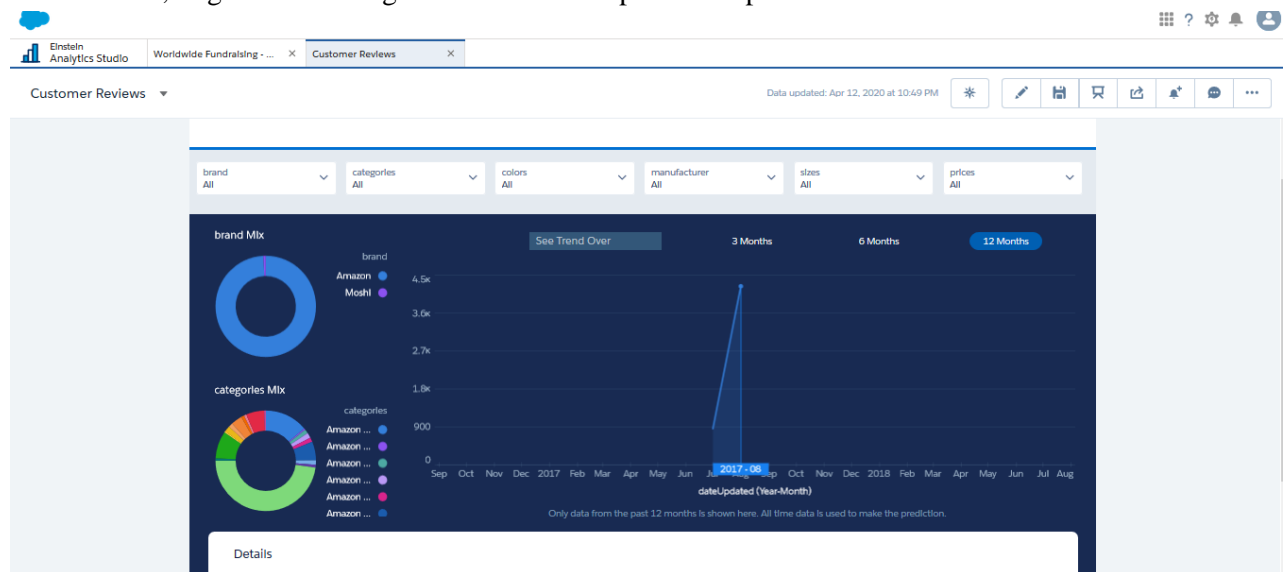 Einstein
Analytics Studio
Worldwide Fundraising - ...
Customer Reviews
Customer Reviews
Data updated: Apr 12, 2020 at 10:49 PM
brand
All
categories
All
colors
All
manufacturer
All
sizes
All
prices
All
brand Mix
See Trend Over
3 Months
6 Months
12 Months
brand
Amazon
Moshi
4.5K
3.6K
2.7K
1.8K
900
0
categories Mix
categories
Amazon ...
Amazon ...
Amazon ...
Amazon ...
Amazon ...
Amazon ...
Sep Oct Nov Dec 2017 Feb Mar Apr May Jun 2017 - 08 Oct Nov Dec 2018 Feb Mar Apr May Jun Jul Aug
dateUpdated (Year-Month)
Only data from the past 12 months is shown here. All time data is used to make the prediction.
Details